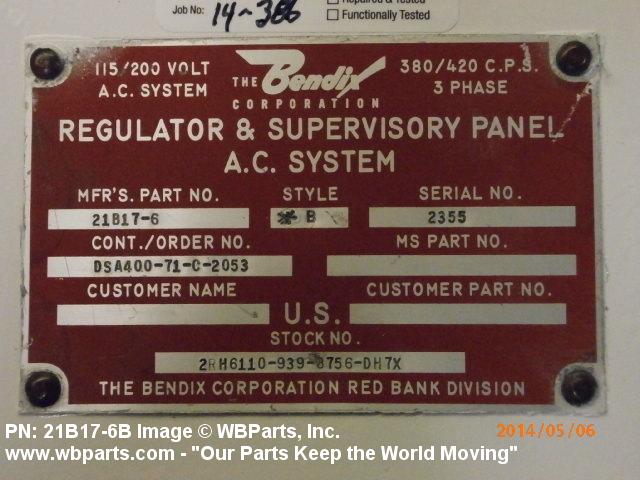 Repaired & Tested
Job No: 14-386
Functionally Tested
115/200 VOLT THE Bendix 380/420 C.P.S.
A.C. SYSTEM CORPORATION 3 PHASE
REGULATOR & SUPERVISORY PANEL
A.C. SYSTEM
MFR'S. PART NO. STYLE SERIAL NO.
21B17-6 B 2355
CONT./ORDER NO. MS PART NO.
DSA400-71-C-2053
CUSTOMER NAME CUSTOMER PART NO.
U.S.
STOCK NO.
2RH6110-939-8756-DH7X
THE BENDIX CORPORATION RED BANK DIVISION
PN: 21B17-6B Image © WBParts, Inc. 2014/05/06
www.wbparts.com - "Our Parts Keep the World Moving"